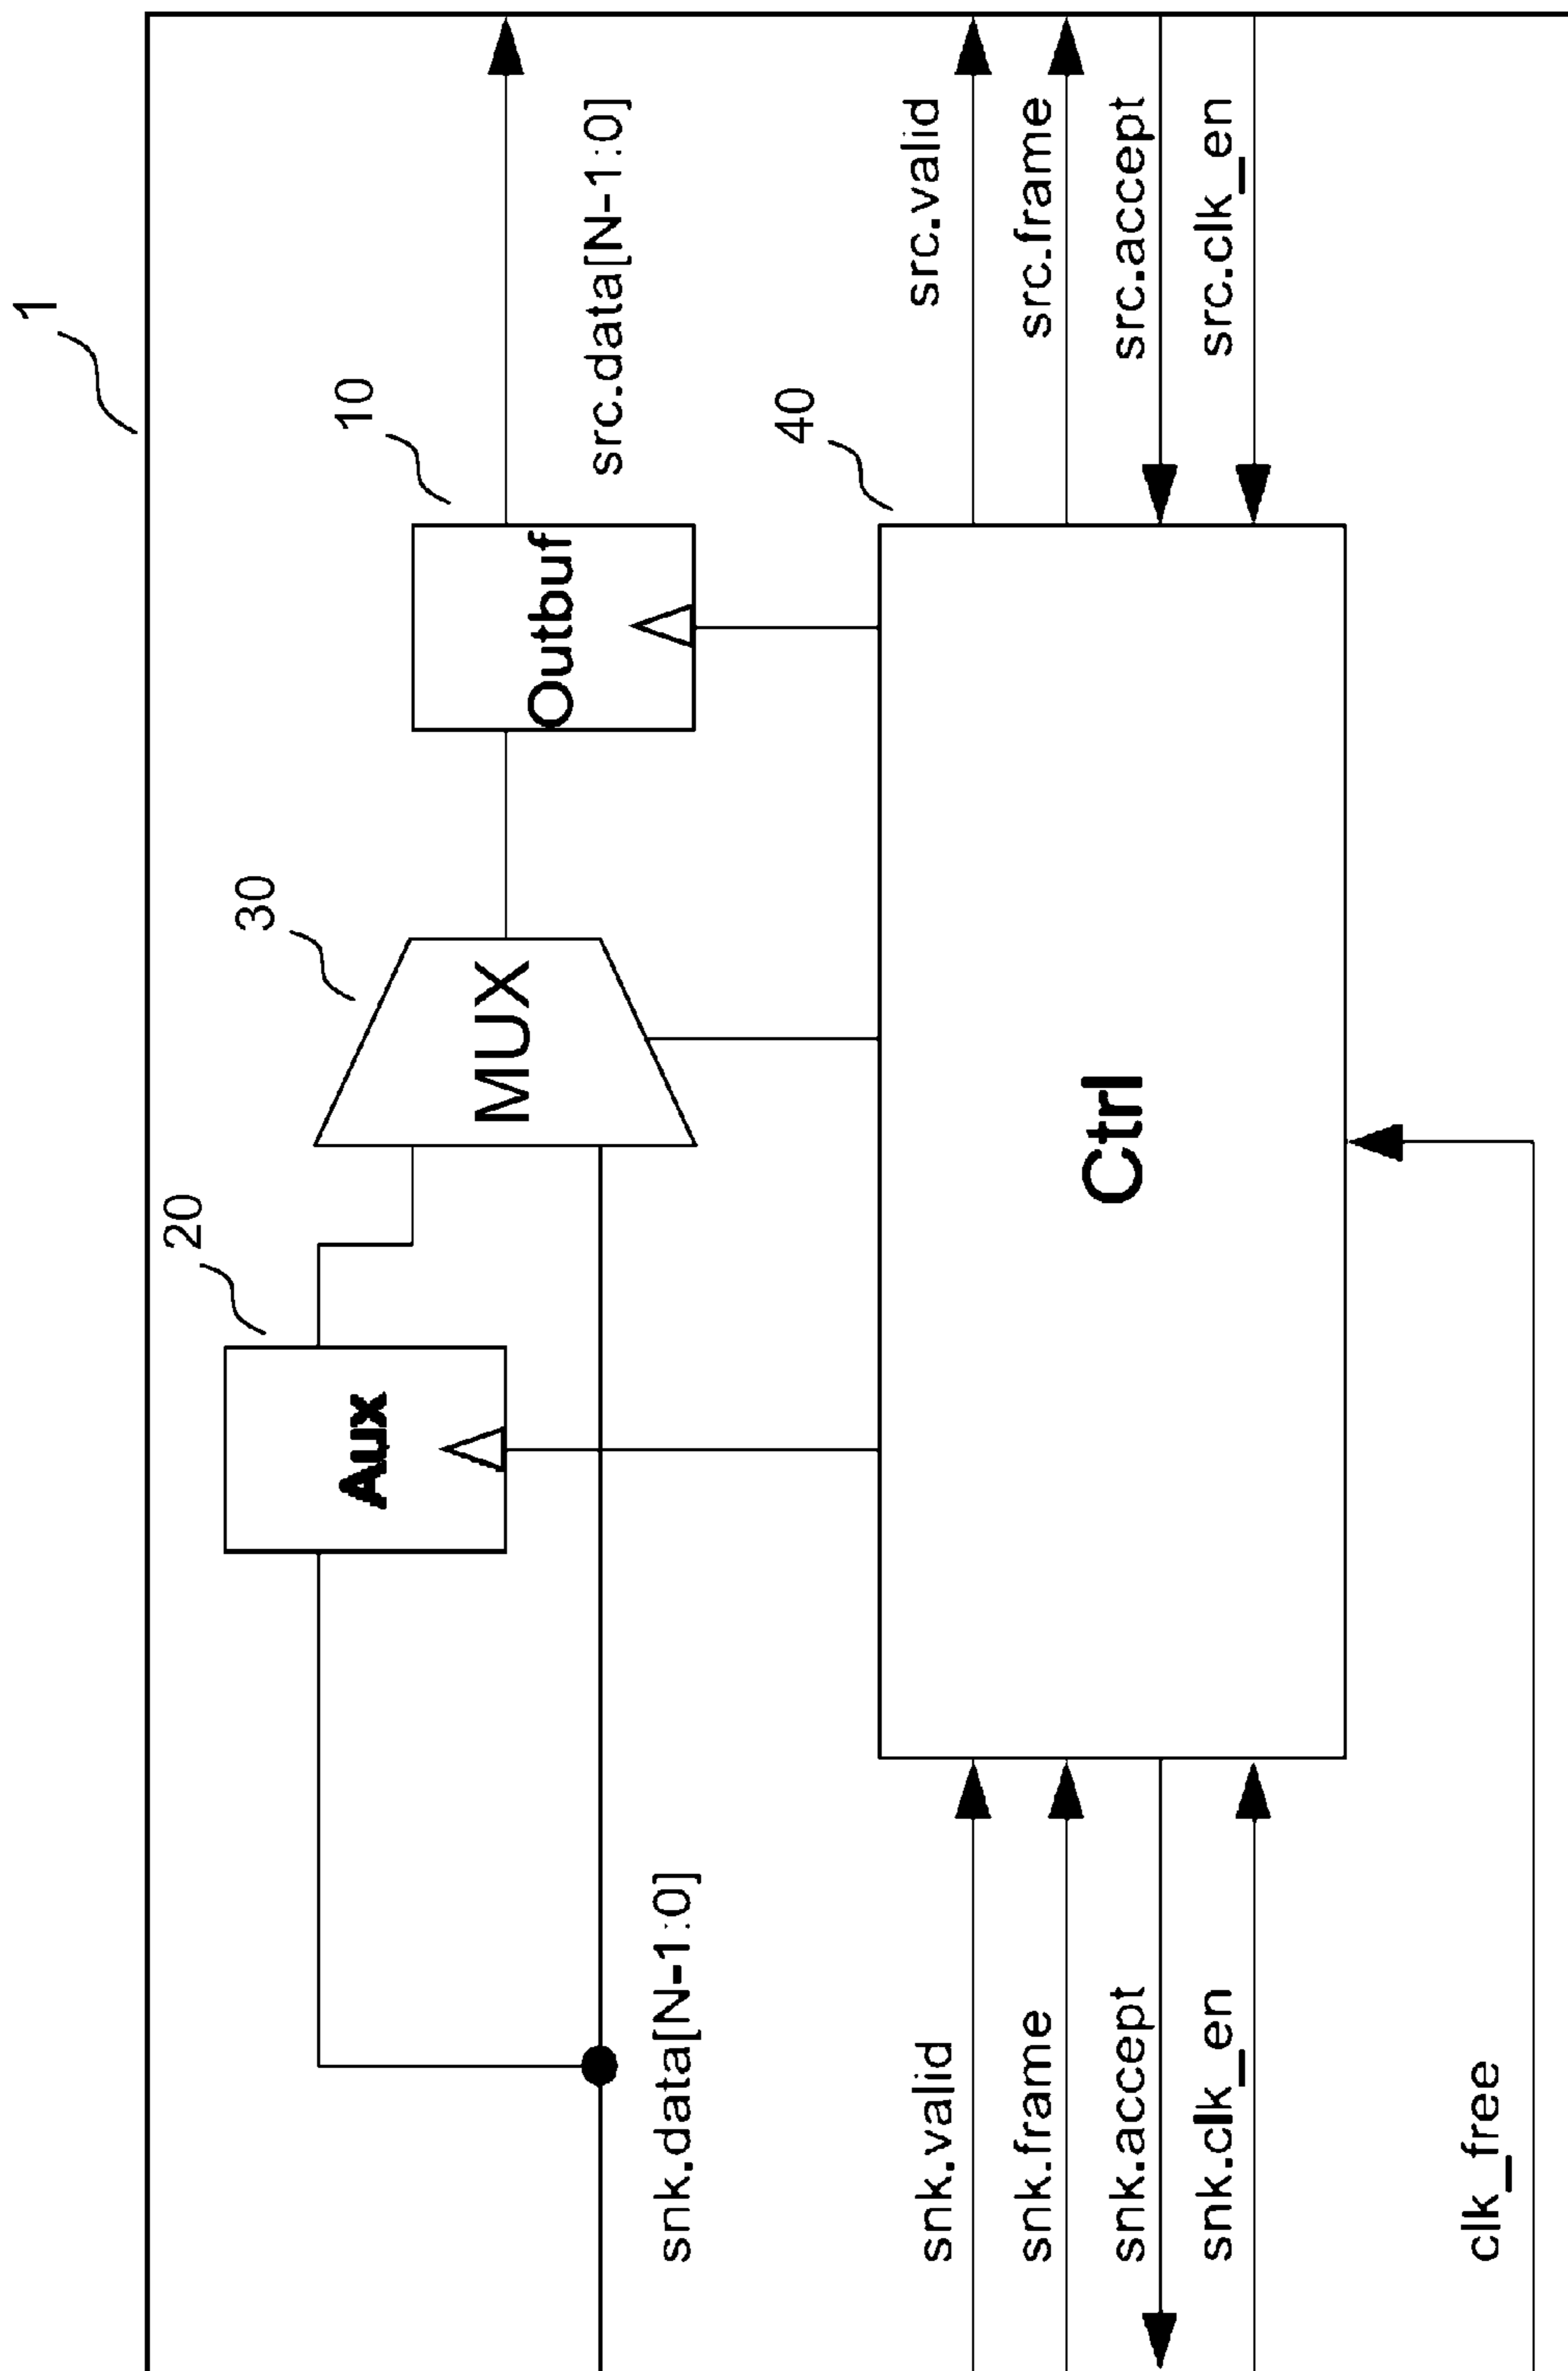 1
20
30
10
Aux
MUX
Outbuf
src.data[N-1:0]
snk.data[N-1:0]
40
snk.valid
snk.frame
snk.accept
snk.clk_en
Ctrl
src.valid
src.frame
src.accept
src.clk_en
clk_free